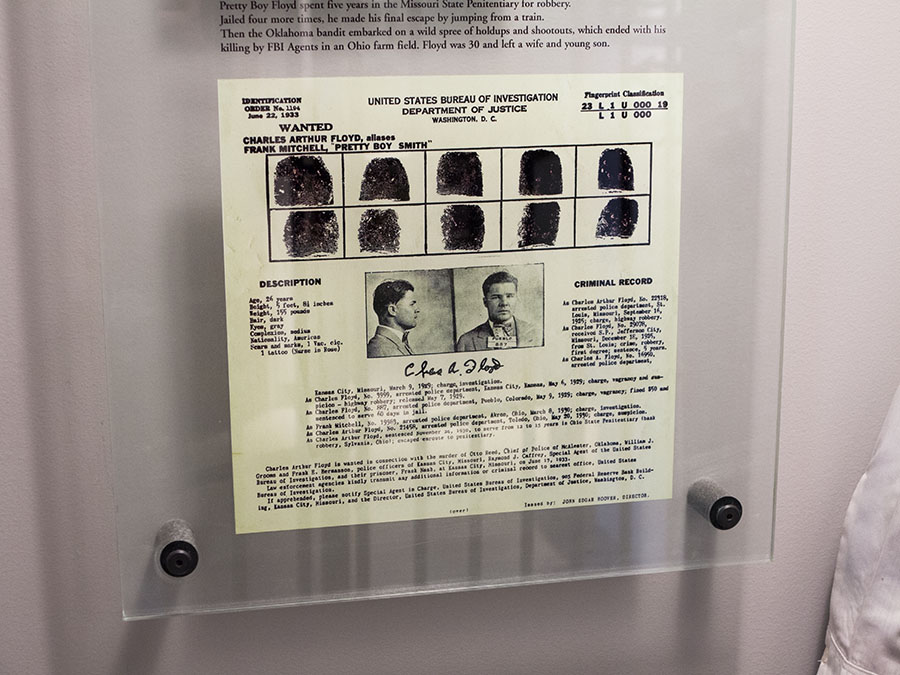 Pretty Boy Floyd spent five years in the Missouri State Penitentiary for robbery.
Jailed four more times, he made his final escape by jumping from a train.
Then the Oklahoma bandit embarked on a wild spree of holdups and shootouts, which ended with his
killing by FBI Agents in an Ohio farm field. Floyd was 30 and left a wife and young son.
IDENTIFICATION
ORDER No. 1194
June 22, 1933
UNITED STATES BUREAU OF INVESTIGATION
DEPARTMENT OF JUSTICE
WASHINGTON, D. C.
Fingerprint Classification
23 L 1 U 000 19
L 1 U 000
WANTED
CHARLES ARTHUR FLOYD, aliases
FRANK MITCHELL, "PRETTY BOY SMITH"
DESCRIPTION
Age, 26 years
Height, 5 feet, 8¼ inches
Weight, 155 pounds
Hair, dark
Eyes, gray
Complexion, medium
Nationality, American
Scars and marks, 1 Vac. cic.
1 tattoo (Nurse in Rose)
PUEBLO
887
Chas A. Floyd
CRIMINAL RECORD
As Charles Arthur Floyd, No. 22318,
arrested police department, St.
Louis, Missouri, September 16,
1925; charge, highway robbery.
As Charles Floyd, No. 29078,
received S.P., Jefferson City,
Missouri, December 18, 1925,
from St. Louis; crime, robbery,
first degree; sentence, 5 years.
As Charles A. Floyd, No. 16950,
arrested police department,
Kansas City, Missouri, March 9, 1929; charge, investigation.
As Charles Floyd, No. 3999, arrested police department, Kansas City, Kansas, May 6, 1929; charge, vagrancy and sus-
picion - highway robbery; released May 7, 1929.
As Charles Floyd, No. 887, arrested police department, Pueblo, Colorado, May 9, 1929; charge, vagrancy; fined $50 and
sentenced to serve 60 days in jail.
As Frank Mitchell, No. 19983, arrested police department, Akron, Ohio, March 8, 1930; charge, investigation.
As Charles Arthur Floyd, No. 21458, arrested police department, Toledo, Ohio, May 20, 1930; charge, suspicion.
As Charles Arthur Floyd, sentenced November 24, 1930, to serve from 12 to 15 years in Ohio State Penitentiary (bank
robbery, Sylvania, Ohio); escaped enroute to penitentiary.
Charles Arthur Floyd is wanted in connection with the murder of Otto Reed, Chief of Police of McAlester, Oklahoma, William J.
Grooms and Frank E. Hermanson, police officers of Kansas City, Missouri, Raymond J. Caffrey, Special Agent of the United States
Bureau of Investigation, and their prisoner, Frank Nash, at Kansas City, Missouri, on June 17, 1933.
Law enforcement agencies kindly transmit any additional information or criminal record to nearest office, United States
Bureau of Investigation.
If apprehended, please notify Special Agent in Charge, United States Bureau of Investigation, 905 Federal Reserve Bank Build-
ing, Kansas City, Missouri, and the Director, United States Bureau of Investigation, Department of Justice, Washington, D. C.
(over)
Issued by: JOHN EDGAR HOOVER, DIRECTOR.